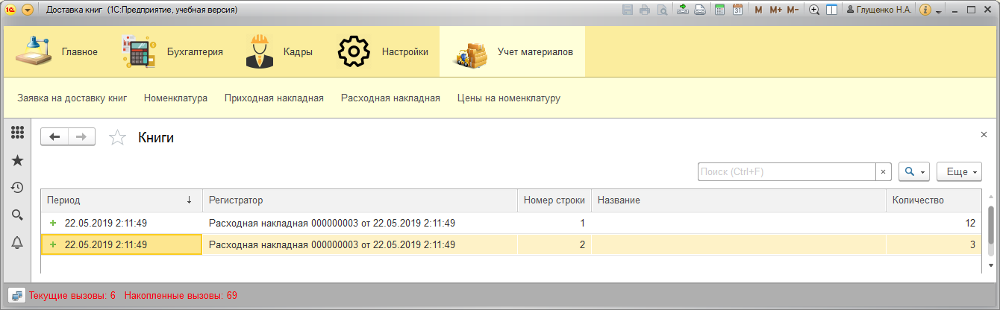 Доставка книг (1С:Предприятие, учебная версия)
31 M M+ M- Глущенко Н.А.
Главное Бухгалтерия Кадры Настройки Учет материалов
Заявка на доставку книг Номенклатура Приходная накладная Расходная накладная Цены на номенклатуру
Книги
Поиск (Ctrl+F) Еще
Период Регистратор Номер строки Название Количество
22.05.2019 2:11:49 Расходная накладная 000000003 от 22.05.2019 2:11:49 1 12
22.05.2019 2:11:49 Расходная накладная 000000003 от 22.05.2019 2:11:49 2 3
Текущие вызовы: 6 Накопленные вызовы: 69